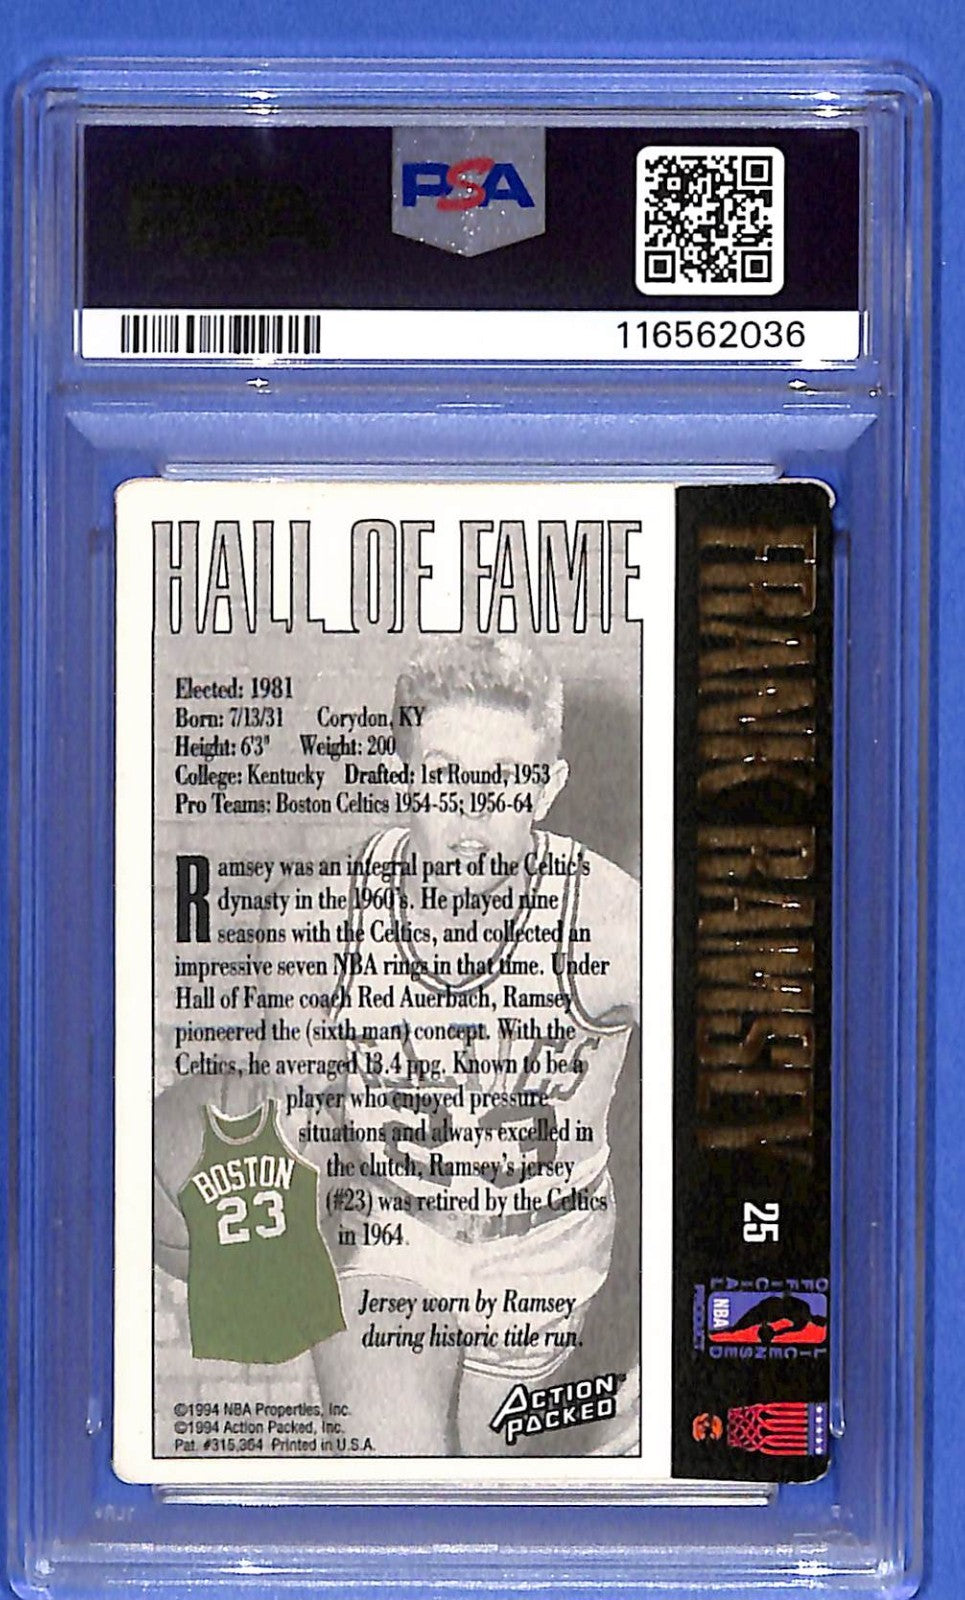 PSA
116562036
HALL OF FAME
Elected: 1981
Born: 7/13/31 Corydon, KY
Height: 6'3" Weight: 200
College: Kentucky Drafted: 1st Round, 1953
Pro Teams: Boston Celtics 1954-55; 1956-64
Ramsey was an integral part of the Celtic's
dynasty in the 1960's. He played nine
seasons with the Celtics, and collected an
impressive seven NBA rings in that time. Under
Hall of Fame coach Red Auerbach, Ramsey
pioneered the (sixth man) concept. With the
Celtics, he averaged 13.4 ppg. Known to be a
player who enjoyed pressure
situations and always excelled in
the clutch, Ramsey's jersey
(#23) was retired by the Celtics
in 1964.
BOSTON
23
Jersey worn by Ramsey
during historic title run.
©1994 NBA Properties, Inc.
©1994 Action Packed, Inc.
Pat. #315,364 Printed in U.S.A.
ACTION
PACKED
FRANK RAMSEY
25
OFFICIAL
NBA
LICENSED
PRODUCT